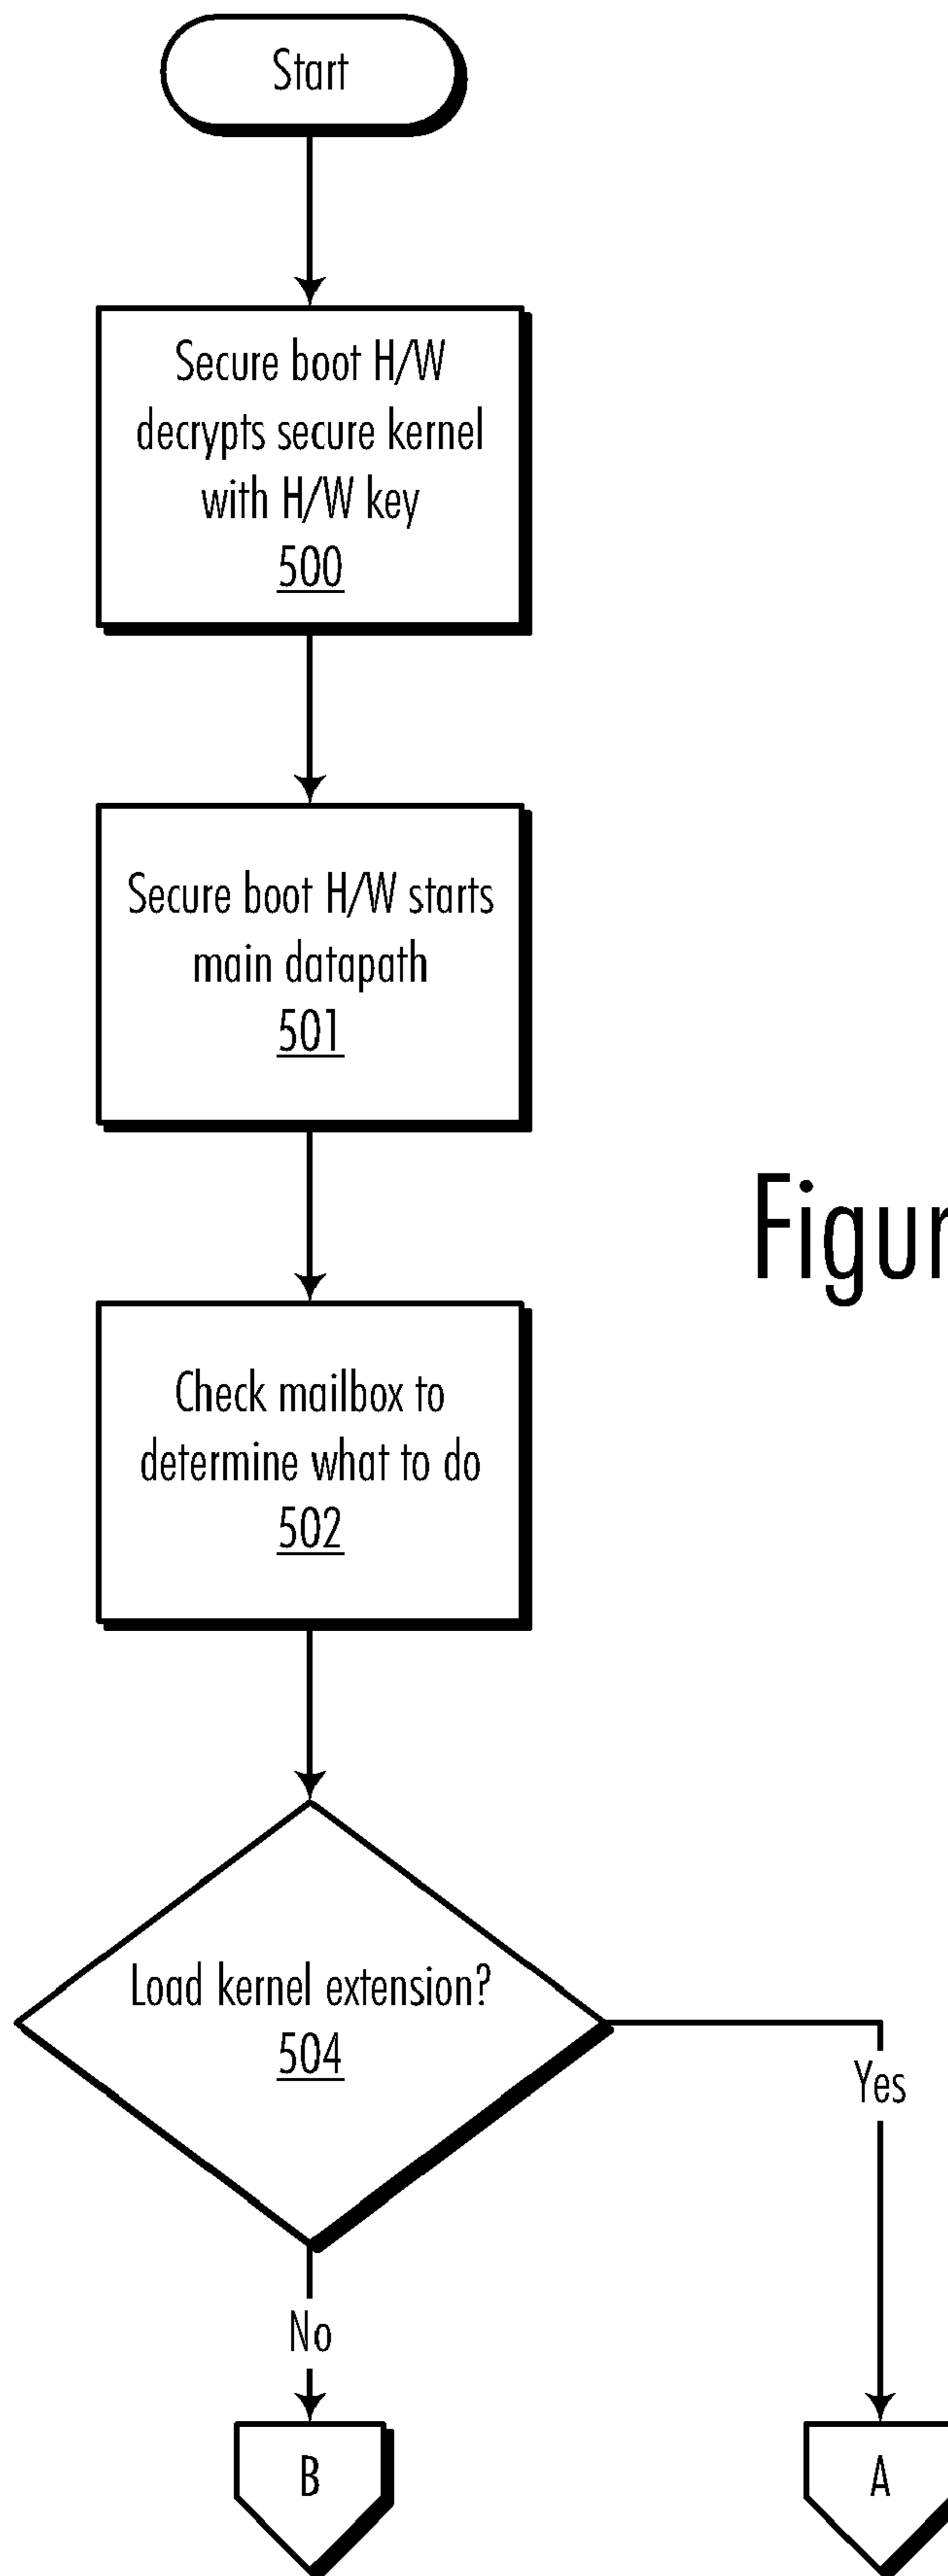 Start
Secure boot H/W
decrypts secure kernel
with H/W key
500
Secure boot H/W starts
main datapath
501
Check mailbox to
determine what to do
502
Load kernel extension?
504
Yes
No
B
A